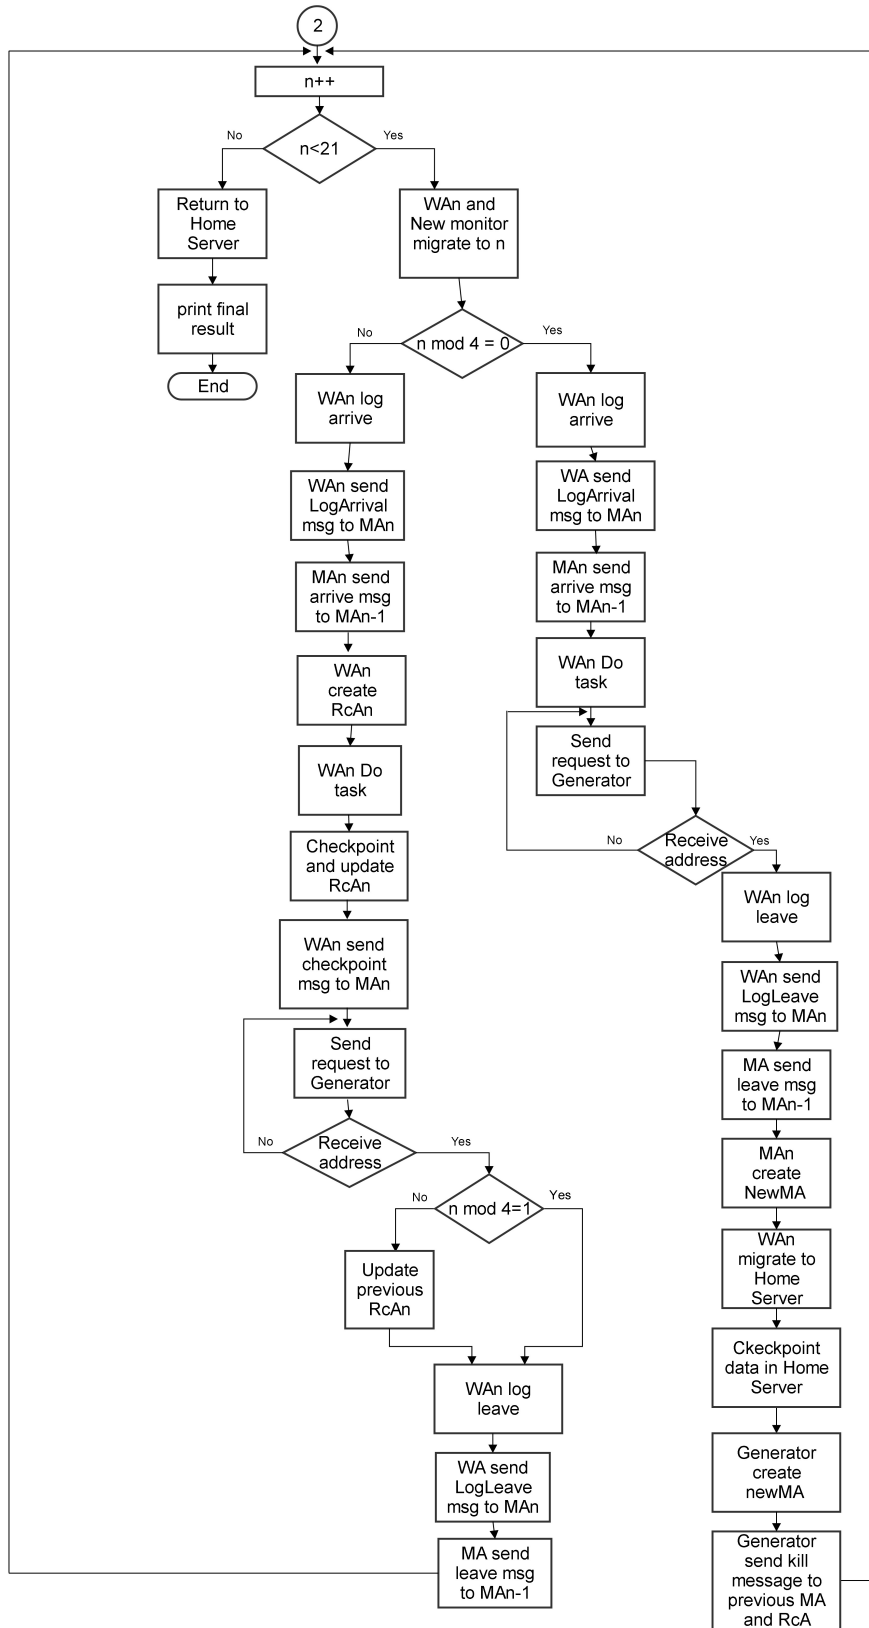 2
n++
n<21
No
Yes
Return to
Home
Server
print final
result
End
WAn and
New monitor
migrate to n
n mod 4 = 0
No
Yes
WAn log
arrive
WAn send
LogArrival
msg to MAn
MAn send
arrive msg
to MAn-1
WAn
create
RcAn
WAn Do
task
Checkpoint
and update
RcAn
WAn send
checkpoint
msg to MAn
Send
request to
Generator
Receive
address
No
Yes
n mod 4=1
No
Yes
Update
previous
RcAn
WAn log
leave
WA send
LogLeave
msg to MAn
MA send
leave msg
to MAn-1
WAn log
arrive
WA send
LogArrival
msg to MAn
MAn send
arrive msg
to MAn-1
WAn Do
task
Send
request to
Generator
Receive
address
No
Yes
WAn log
leave
WAn send
LogLeave
msg to MAn
MA send
leave msg
to MAn-1
MAn
create
NewMA
WAn
migrate to
Home
Server
Ckeckpoint
data in Home
Server
Generator
create
newMA
Generator
send kill
message to
previous MA
and RcA